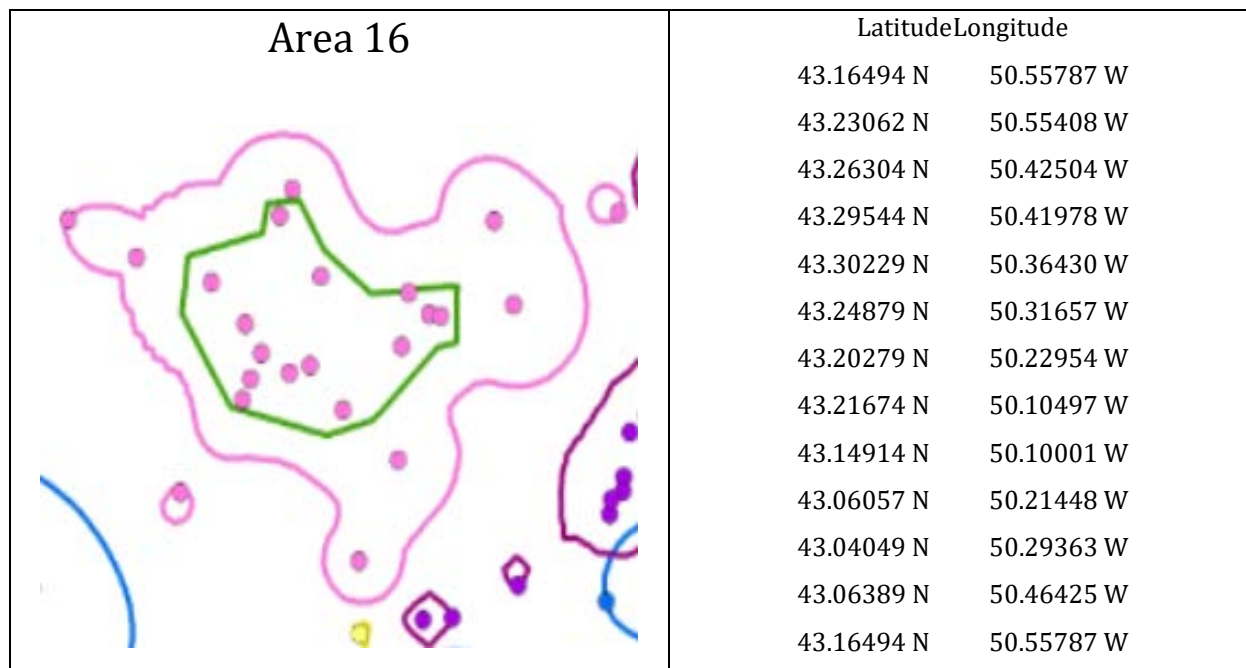 Area 16
LatitudeLongitude
43.16494 N 50.55787 W
43.23062 N 50.55408 W
43.26304 N 50.42504 W
43.29544 N 50.41978 W
43.30229 N 50.36430 W
43.24879 N 50.31657 W
43.20279 N 50.22954 W
43.21674 N 50.10497 W
43.14914 N 50.10001 W
43.06057 N 50.21448 W
43.04049 N 50.29363 W
43.06389 N 50.46425 W
43.16494 N 50.55787 W